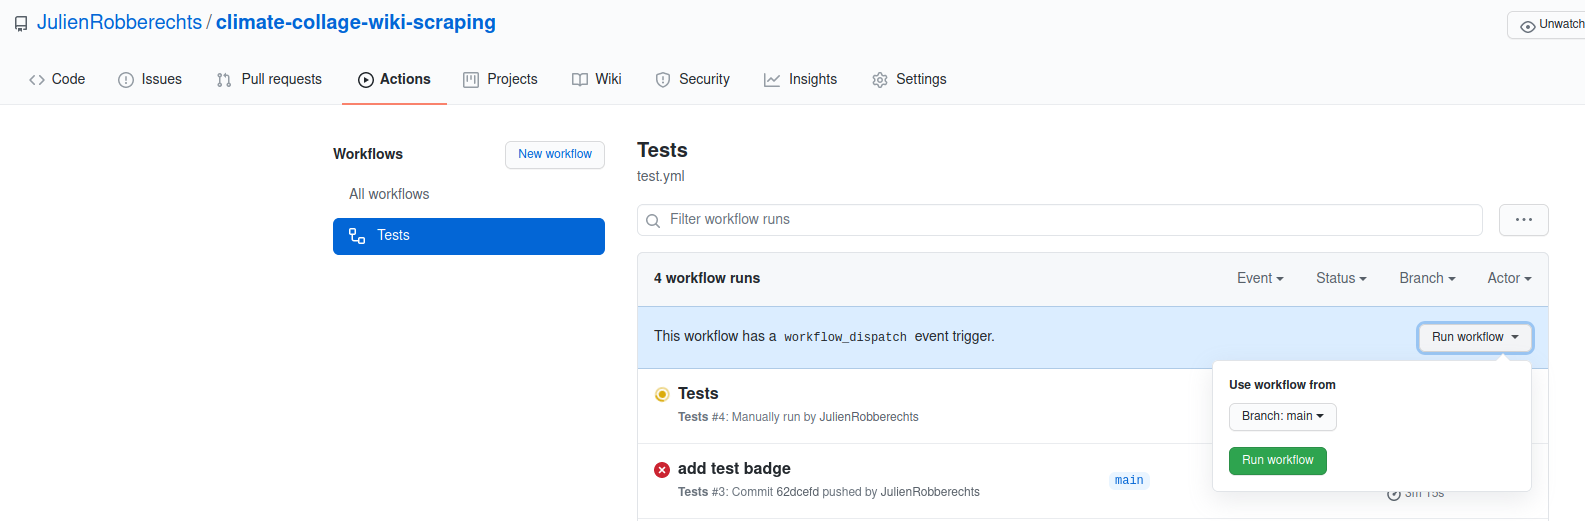 JulienRobberechts / climate-collage-wiki-scraping
Unwatch
Code Issues Pull requests Actions Projects Wiki Security Insights Settings
Workflows
New workflow
All workflows
Tests
Tests
test.yml
Filter workflow runs
...
4 workflow runs
Event Status Branch Actor
This workflow has a workflow_dispatch event trigger.
Run workflow
Use workflow from
Branch: main
Run workflow
Tests
Tests #4: Manually run by JulienRobberechts
add test badge
Tests #3: Commit 62dcefd pushed by JulienRobberechts
main
3m 15s